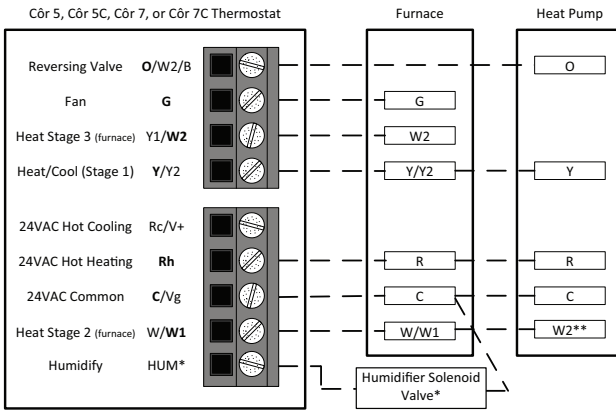 Côr 5, Côr 5C, Côr 7, or Côr 7C Thermostat Furnace Heat Pump
Reversing Valve O/W2/B O
Fan G G
Heat Stage 3 (furnace) Y1/W2 W2
Heat/Cool (Stage 1) Y/Y2 Y/Y2 Y
24VAC Hot Cooling Rc/V+
24VAC Hot Heating Rh R R
24VAC Common C/Vg C C
Heat Stage 2 (furnace) W/W1 W/W1 W2**
Humidify HUM*
Humidifier Solenoid
Valve*